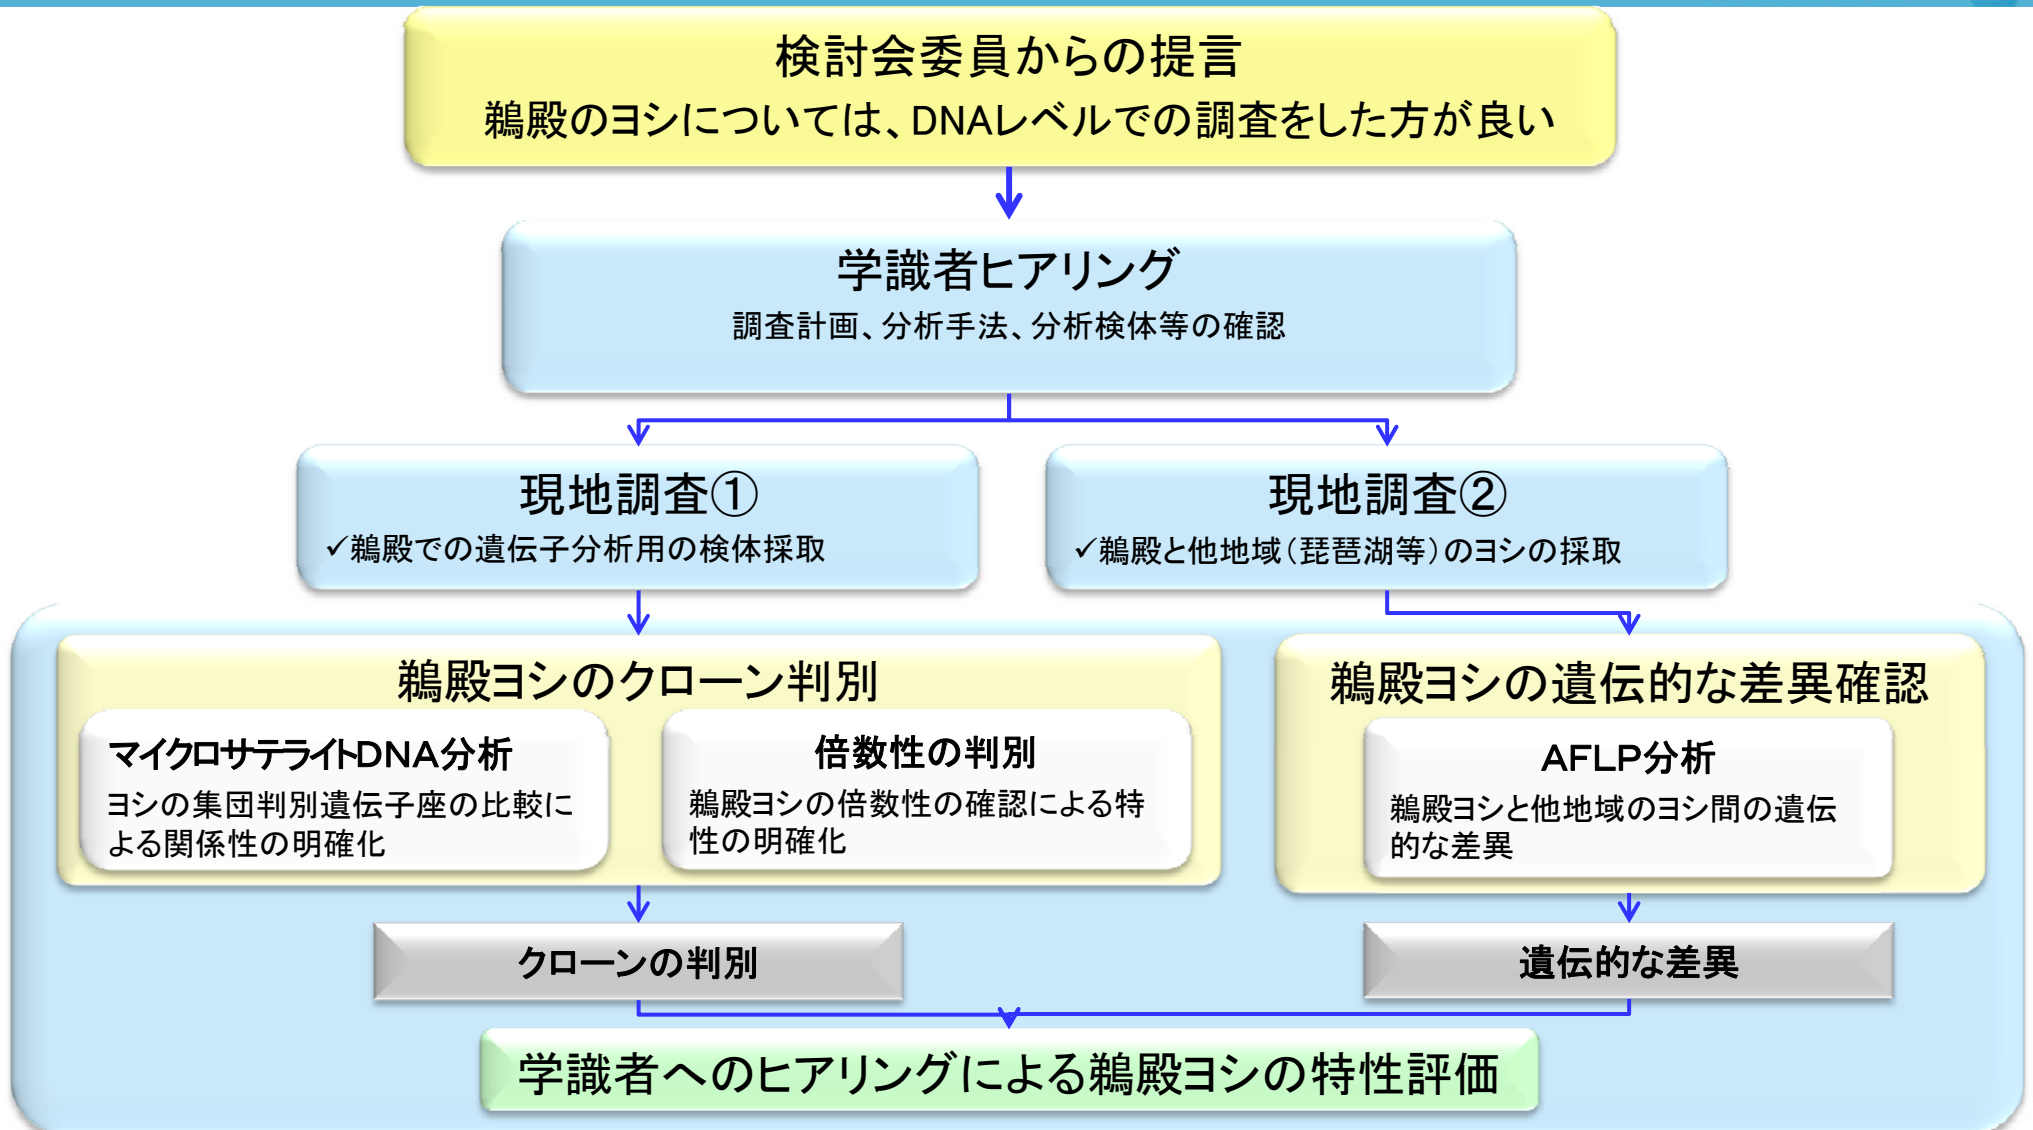 検討会委員からの提言
鵜殿のヨシについては、DNAレベルでの調査をした方が良い
学識者ヒアリング
調査計画、分析手法、分析検体等の確認
現地調査①
✓鵜殿での遺伝子分析用の検体採取
現地調査②
✓鵜殿と他地域(琵琶湖等)のヨシの採取
鵜殿ヨシのクローン判別
マイクロサテライトDNA分析
ヨシの集団判別遺伝子座の比較に
よる関係性の明確化
倍数性の判別
鵜殿ヨシの倍数性の確認による特
性の明確化
鵜殿ヨシの遺伝的な差異確認
AFLP分析
鵜殿ヨシと他地域のヨシ間の遺伝
的な差異
クローンの判別
遺伝的な差異
学識者へのヒアリングによる鵜殿ヨシの特性評価